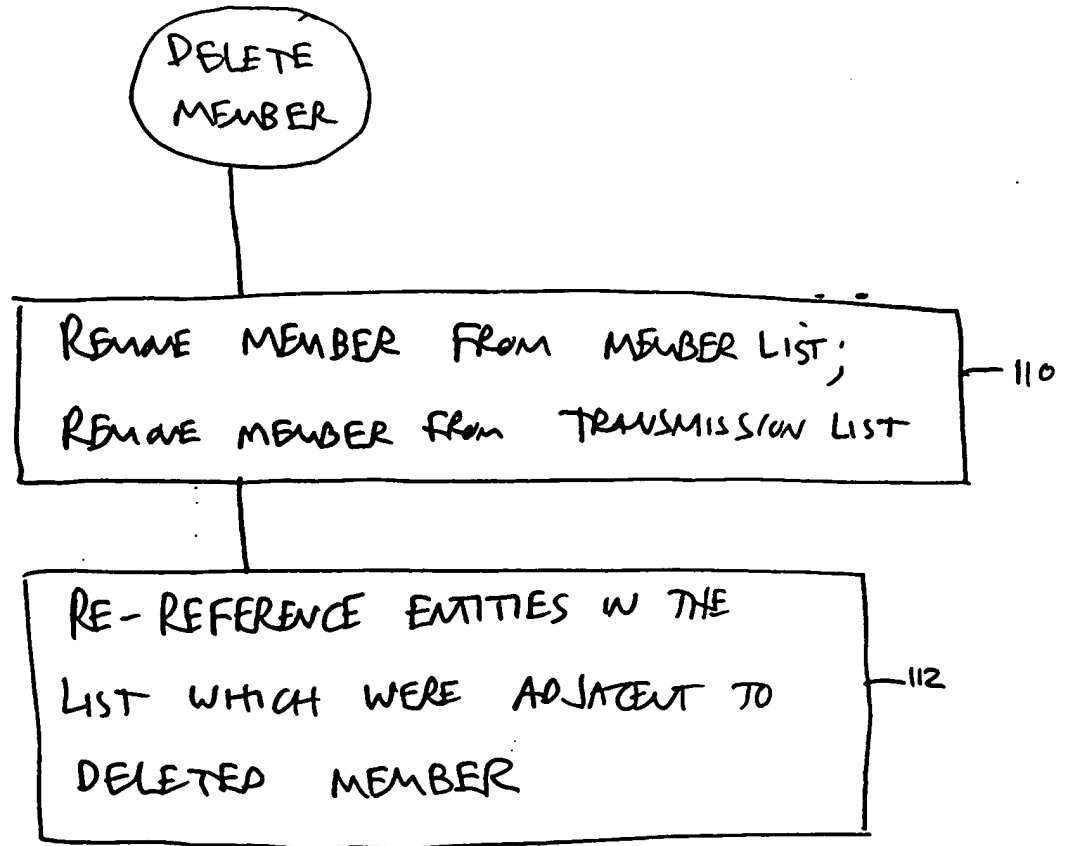 DELETE
MEMBER
REMOVE MEMBER FROM MEMBER LIST;
REMOVE MEMBER FROM TRANSMISSION LIST
110
RE-REFERENCE ENTITIES IN THE
LIST WHICH WERE ADJACENT TO
DELETED MEMBER
112